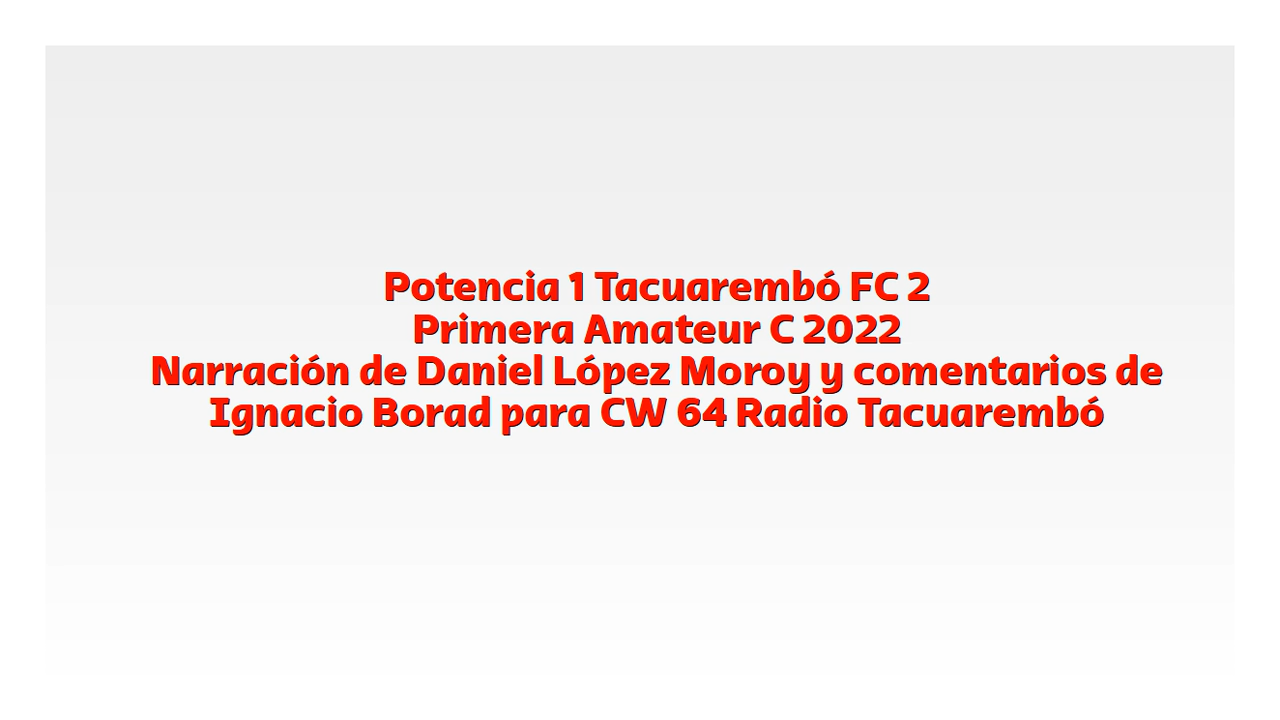 Potencia 1 Tacuarembó FC 2
Primera Amateur C 2022
Narración de Daniel López Moroy y comentarios de
Ignacio Borad para CW 64 Radio Tacuarembó